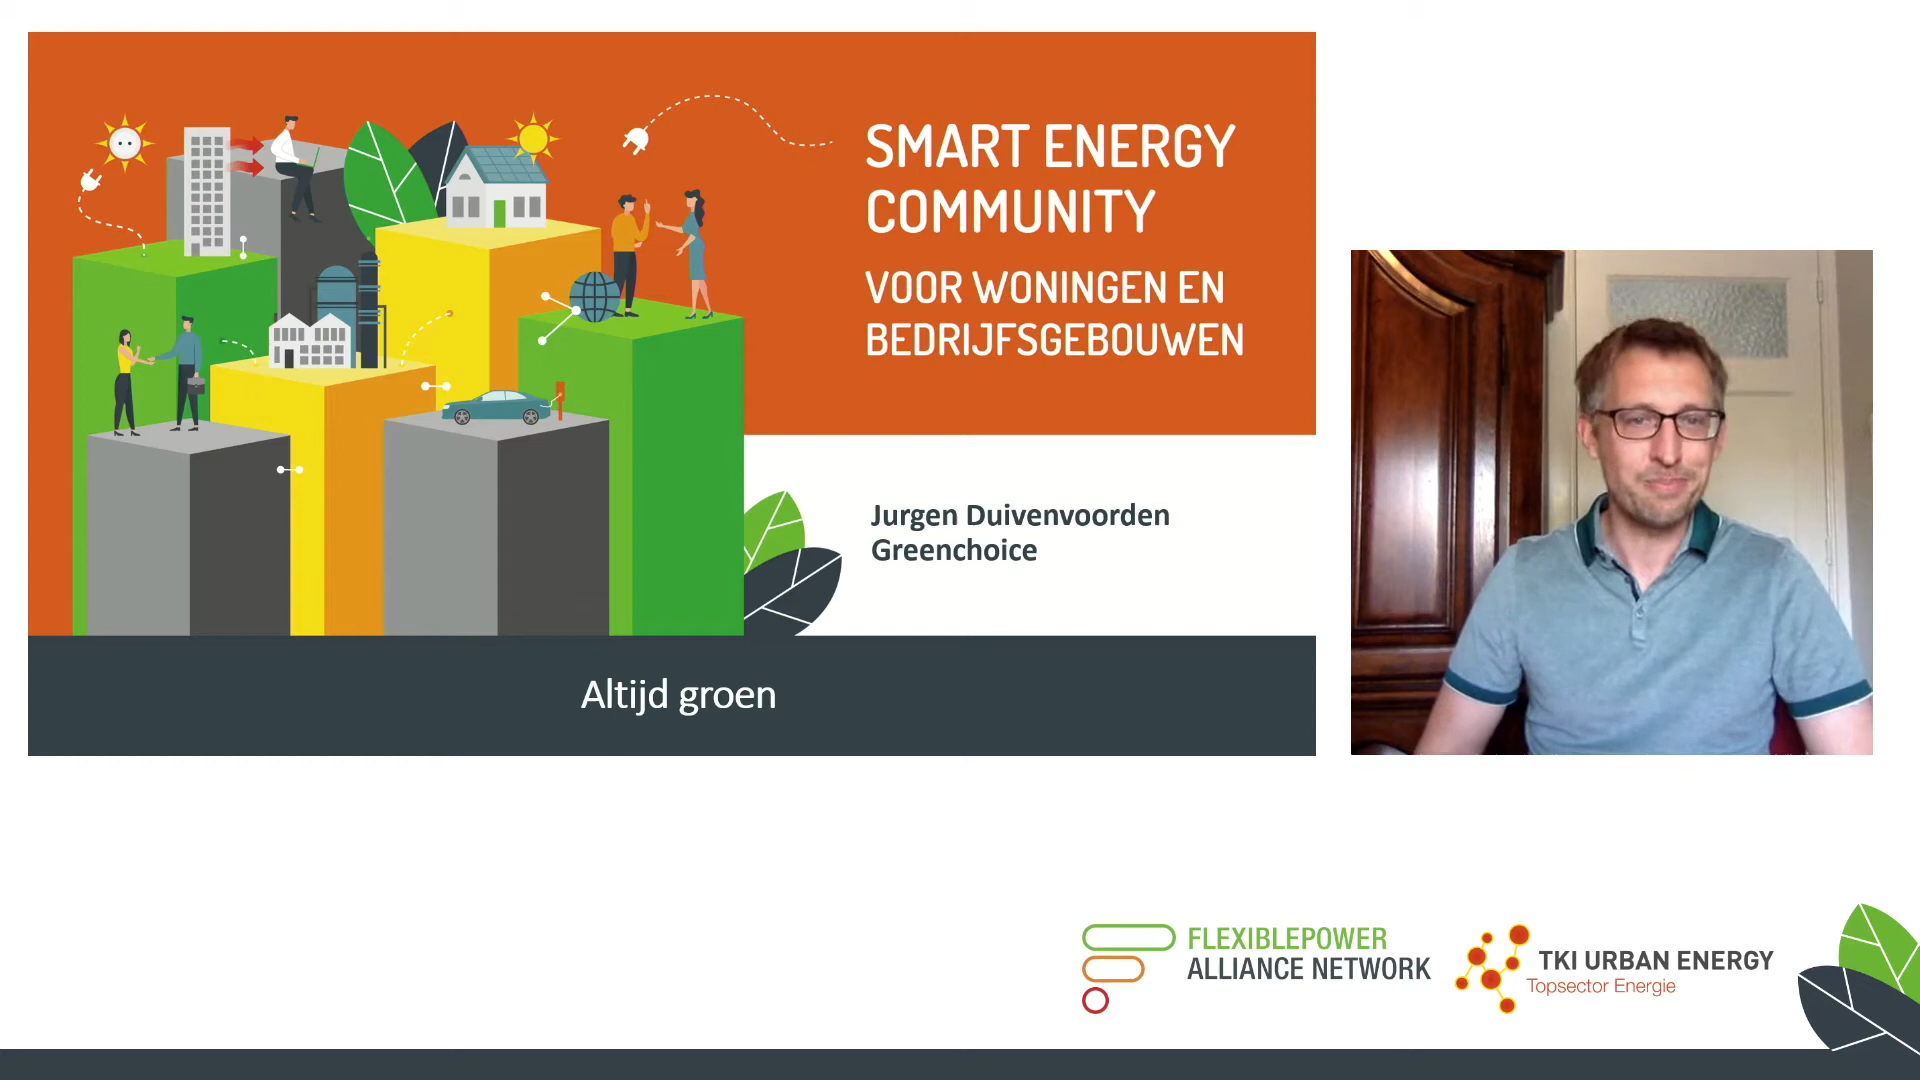 SMART ENERGY
COMMUNITY
VOOR WONINGEN EN
BEDRIJFSGEBOUWEN
Jurgen Duivenvoorden
Greenchoice
Altijd groen
FLEXIBLEPOWER
ALLIANCE NETWORK
TKI URBAN ENERGY
Topsector Energie